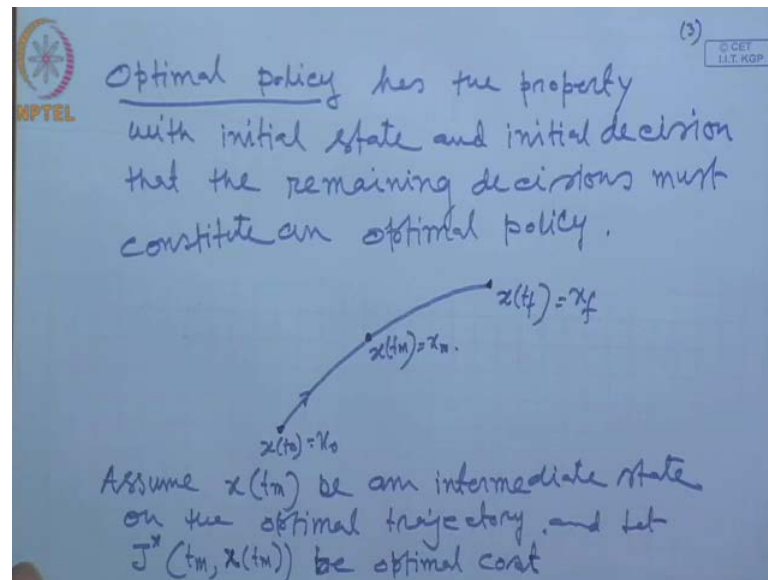 (3)
© CET
I.I.T. KGP
NPTEL
Optimal policy has the property
with initial state and initial decision
that the remaining decisions must
constitute an optimal policy.
x(tf) = xf
x(tm) = xm.
x(t0) = x0
Assume x(tm) be an intermediate state
on the optimal trajectory, and let
J*(tm, x(tm)) be optimal cost